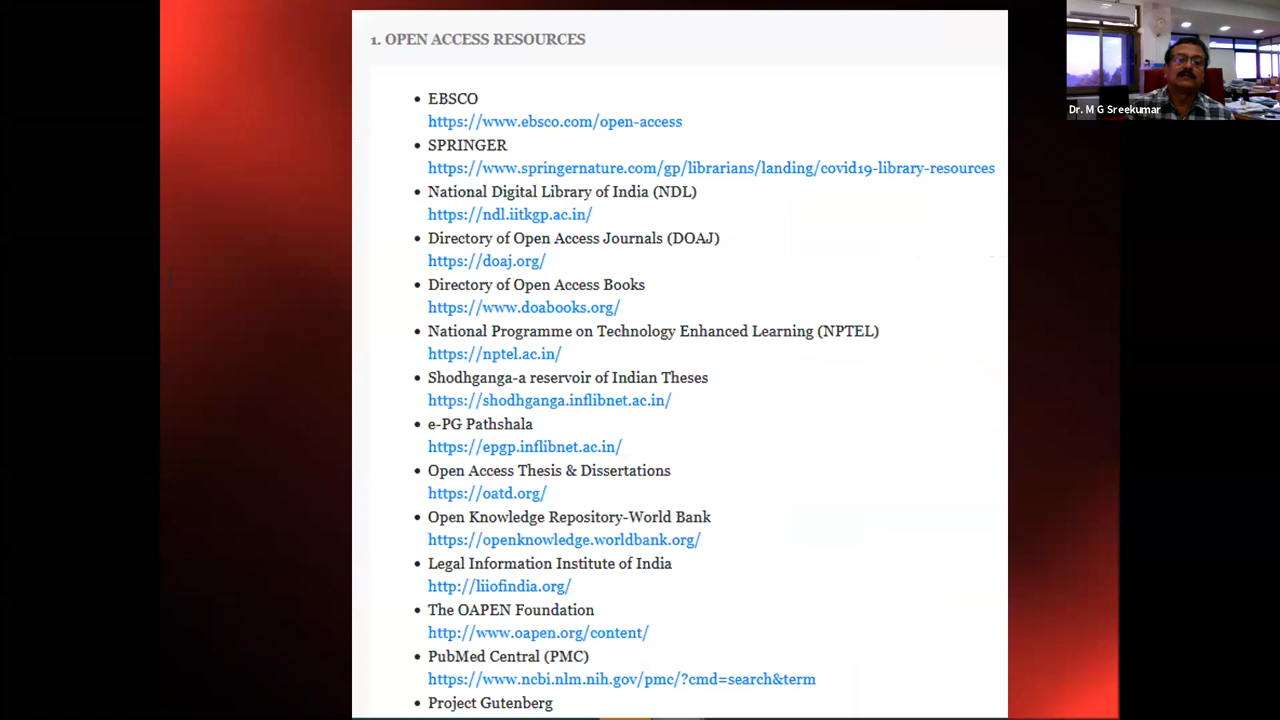 1. OPEN ACCESS RESOURCES
• EBSCO
https://www.ebsco.com/open-access
• SPRINGER
https://www.springernature.com/gp/librarians/landing/covid19-library-resources
• National Digital Library of India (NDL)
https://ndl.iitkgp.ac.in/
• Directory of Open Access Journals (DOAJ)
https://doaj.org/
• Directory of Open Access Books
https://www.doabooks.org/
• National Programme on Technology Enhanced Learning (NPTEL)
https://nptel.ac.in/
• Shodhganga-a reservoir of Indian Theses
https://shodhganga.inflibnet.ac.in/
• e-PG Pathshala
https://epgp.inflibnet.ac.in/
• Open Access Thesis & Dissertations
https://oatd.org/
• Open Knowledge Repository-World Bank
https://openknowledge.worldbank.org/
• Legal Information Institute of India
http://liiofindia.org/
• The OAPEN Foundation
http://www.oapen.org/content/
• PubMed Central (PMC)
https://www.ncbi.nlm.nih.gov/pmc/?cmd=search&term
• Project Gutenberg
Dr. M G Sreekumar